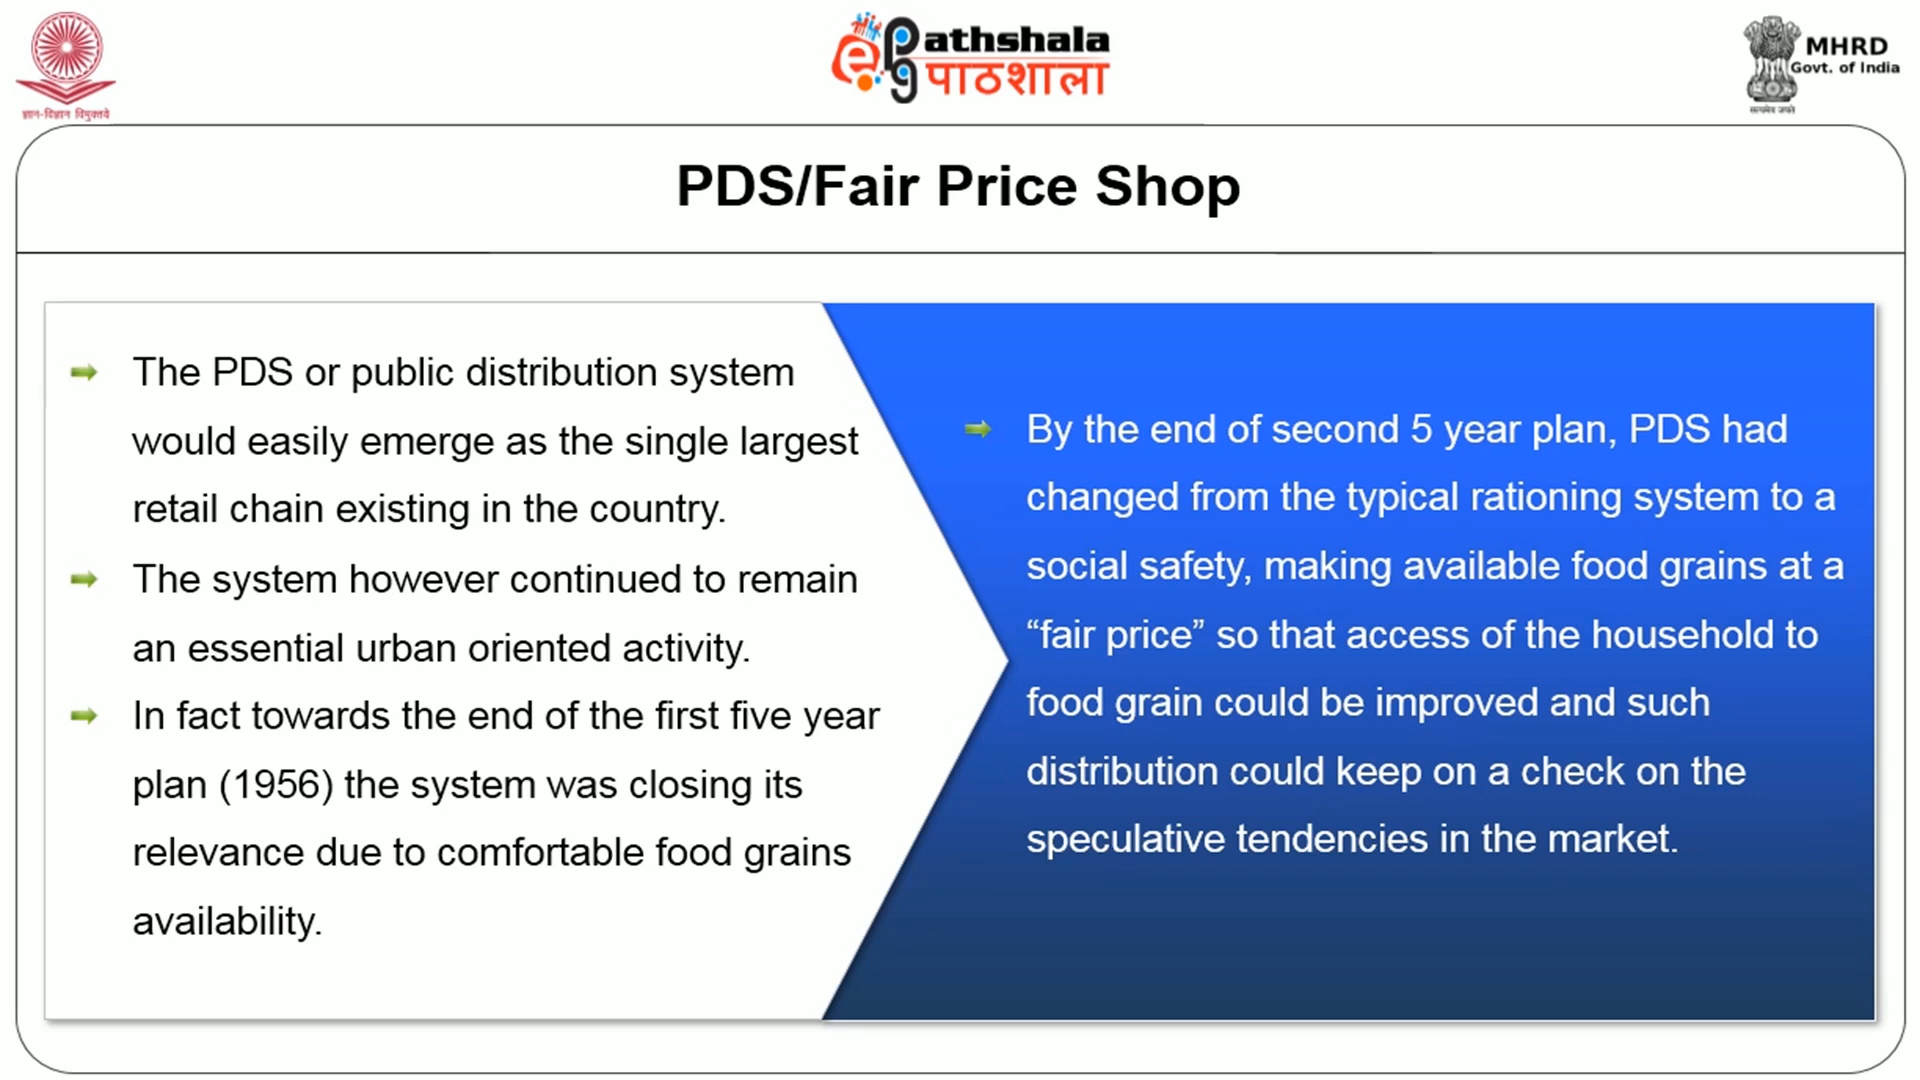 ज्ञान-विज्ञान विमुक्तये
e pg athshala
पाठशाला
MHRD
Govt. of India
सत्यमेव जयते
PDS/Fair Price Shop
The PDS or public distribution system
would easily emerge as the single largest
retail chain existing in the country.
The system however continued to remain
an essential urban oriented activity.
In fact towards the end of the first five year
plan (1956) the system was closing its
relevance due to comfortable food grains
availability.
By the end of second 5 year plan, PDS had
changed from the typical rationing system to a
social safety, making available food grains at a
“fair price” so that access of the household to
food grain could be improved and such
distribution could keep on a check on the
speculative tendencies in the market.